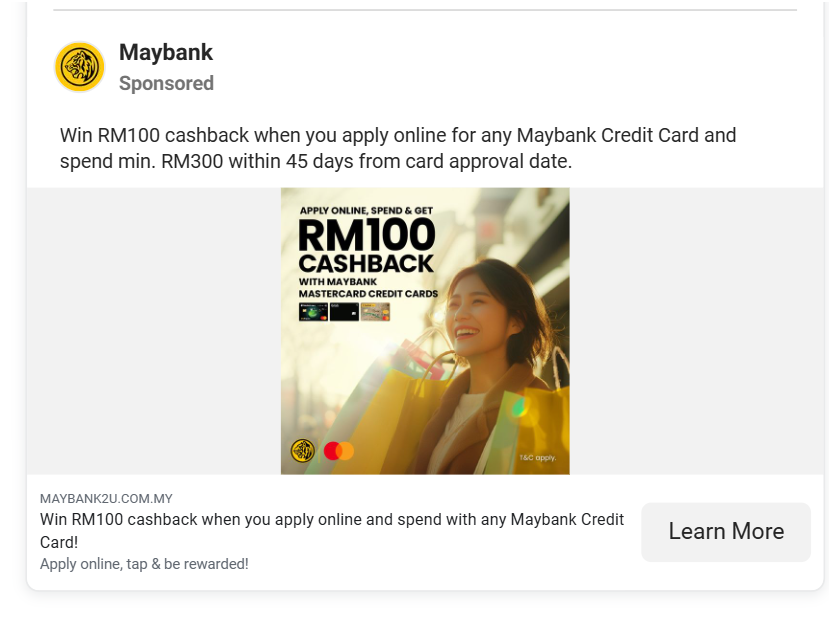 Maybank
Sponsored
Win RM100 cashback when you apply online for any Maybank Credit Card and
spend min. RM300 within 45 days from card approval date.
APPLY ONLINE, SPEND & GET
RM100
CASHBACK
WITH MAYBANK
MASTERCARD CREDIT CARDS
T&C apply.
MAYBANK2U.COM.MY
Win RM100 cashback when you apply online and spend with any Maybank Credit
Card!
Apply online, tap & be rewarded!
Learn More